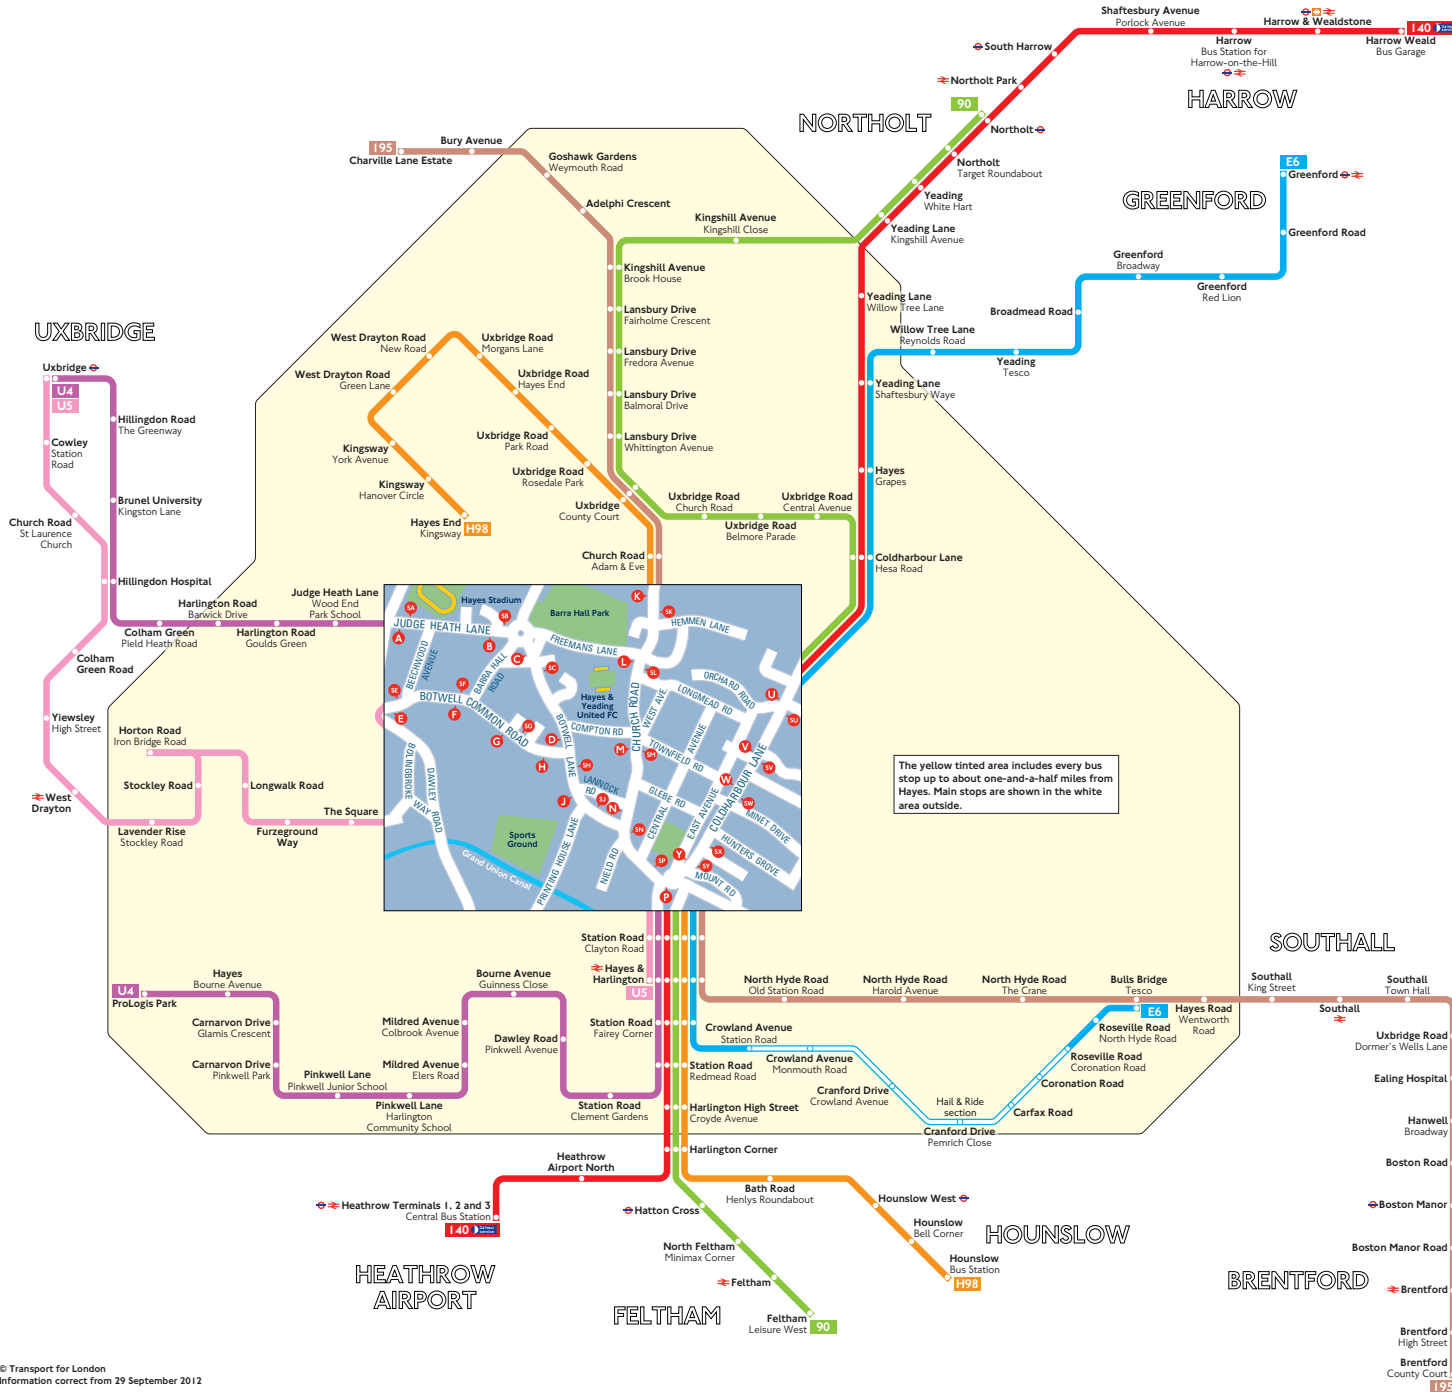 Shaftesbury Avenue
Porlock Avenue
Harrow & Wealdstone
140
24 hour
service
South Harrow
Harrow
Bus Station for
Harrow-on-the-Hill
Harrow Weald
Bus Garage
Northolt Park
HARROW
90
NORTHOLT
Northolt
195
Charville Lane Estate
Bury Avenue
Goshawk Gardens
Weymouth Road
Northolt
Target Roundabout
E6
Greenford
Yeading
White Hart
GREENFORD
Adelphi Crescent
Kingshill Avenue
Kingshill Close
Yeading Lane
Kingshill Avenue
Greenford Road
Greenford
Broadway
Kingshill Avenue
Brook House
Greenford
Red Lion
Yeading Lane
Willow Tree Lane
Lansbury Drive
Fairholme Crescent
Broadmead Road
UXBRIDGE
West Drayton Road
New Road
Uxbridge Road
Morgans Lane
Willow Tree Lane
Reynolds Road
Lansbury Drive
Fredora Avenue
Yeading
Tesco
Uxbridge
U4
U5
West Drayton Road
Green Lane
Uxbridge Road
Hayes End
Yeading Lane
Shaftesbury Waye
Lansbury Drive
Balmoral Drive
Hillingdon Road
The Greenway
Cowley
Station
Road
Uxbridge Road
Park Road
Lansbury Drive
Whittington Avenue
Kingsway
York Avenue
Uxbridge Road
Rosedale Park
Hayes
Grapes
Kingsway
Hanover Circle
Brunel University
Kingston Lane
Uxbridge Road
Church Road
Uxbridge Road
Central Avenue
Uxbridge
County Court
Church Road
St Laurence
Church
Hayes End
Kingsway
H98
Uxbridge Road
Belmore Parade
Church Road
Adam & Eve
Coldharbour Lane
Hesa Road
Hillingdon Hospital
Judge Heath Lane
Wood End
Park School
Harlington Road
Barwick Drive
Colham Green
Pield Heath Road
Harlington Road
Goulds Green
Colham
Green Road
Yiewsley
High Street
Horton Road
Iron Bridge Road
Stockley Road
Longwalk Road
West
Drayton
Lavender Rise
Stockley Road
Furzeground
Way
The Square
SA
Hayes Stadium
SB
Barra Hall Park
K
SK
HEMMEN LANE
A
JUDGE HEATH LANE
B
FREEMANS LANE
C
SC
L
SL
BEECHWOOD
AVENUE
BARRA HALL
ROAD
ORCHARD ROAD
SE
SF
BOTWELL COMMON ROAD
Hayes &
Yeading
United FC
LONGMEAD RD
U
SU
E
F
SG
G
D
BOTWELL LANE
COMPTON RD
CHURCH ROAD
WEST AVE
TOWNFIELD RD
M
SM
V
SV
H
SH
LANNOCK
RD
BOLINGBROKE WAY
DAWLEY ROAD
W
COLDHARBOUR LANE
J
SJ
N
GLEBE RD
CENTRAL AVENUE
EAST AVENUE
SW
MINET DRIVE
SN
Sports
Ground
PRINTING HOUSE LANE
NIELD RD
HUNTERS GROVE
SP
Y
SX
SY
MOUNT RD
Grand Union Canal
P
The yellow tinted area includes every bus
stop up to about one-and-a-half miles from
Hayes. Main stops are shown in the white
area outside.
Station Road
Clayton Road
Hayes &
Harlington
U5
SOUTHALL
U4
ProLogis Park
Hayes
Bourne Avenue
Bourne Avenue
Guinness Close
North Hyde Road
Old Station Road
North Hyde Road
Harold Avenue
North Hyde Road
The Crane
Bulls Bridge
Tesco
Southall
King Street
Southall
Town Hall
Hayes Road
Wentworth
Road
Southall
E6
Carnarvon Drive
Glamis Crescent
Mildred Avenue
Colbrook Avenue
Station Road
Fairey Corner
Crowland Avenue
Station Road
Roseville Road
North Hyde Road
Uxbridge Road
Dormer's Wells Lane
Dawley Road
Pinkwell Avenue
Crowland Avenue
Monmouth Road
Roseville Road
Coronation Road
Carnarvon Drive
Pinkwell Park
Mildred Avenue
Elers Road
Station Road
Redmead Road
Ealing Hospital
Pinkwell Lane
Pinkwell Junior School
Coronation Road
Cranford Drive
Crowland Avenue
Hail & Ride
section
Carfax Road
Pinkwell Lane
Harlington
Community School
Station Road
Clement Gardens
Harlington High Street
Croyde Avenue
Hanwell
Broadway
Cranford Drive
Pemrich Close
Harlington Corner
Heathrow
Airport North
Boston Road
Bath Road
Henlys Roundabout
Heathrow Terminals 1, 2 and 3
Central Bus Station
140
24 hour
service
Hatton Cross
Hounslow West
Boston Manor
Hounslow
Bell Corner
HOUNSLOW
North Feltham
Minimax Corner
Boston Manor Road
Hounslow
Bus Station
H98
HEATHROW
AIRPORT
Feltham
BRENTFORD
Brentford
FELTHAM
Feltham
Leisure West
90
Brentford
High Street
Brentford
County Court
195
© Transport for London
Information correct from 29 September 2012